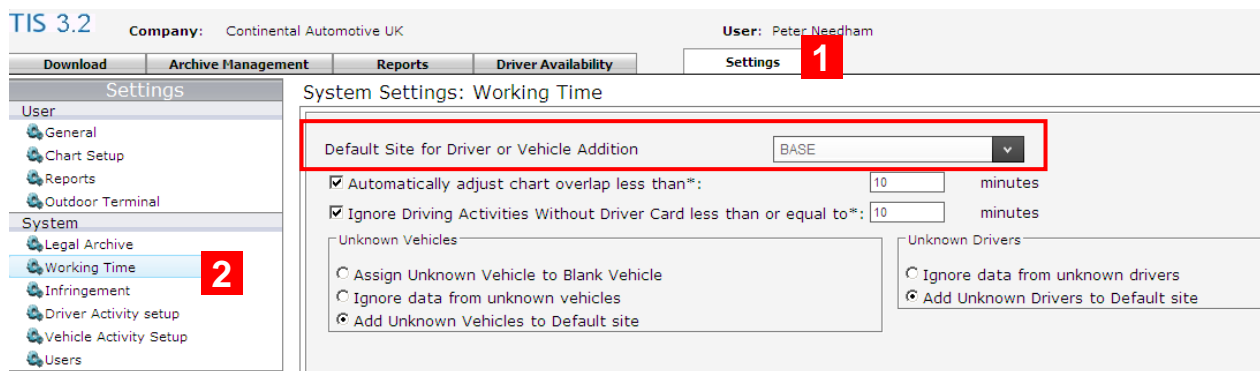 TIS 3.2 Company: Continental Automotive UK User: Peter Needham
Download Archive Management Reports Driver Availability Settings 1
Settings
User
General
Chart Setup
Reports
Outdoor Terminal
System
Legal Archive
Working Time 2
Infringement
Driver Activity setup
Vehicle Activity Setup
Users
System Settings: Working Time
Default Site for Driver or Vehicle Addition BASE
Automatically adjust chart overlap less than*: 10 minutes
Ignore Driving Activities Without Driver Card less than or equal to*: 10 minutes
Unknown Vehicles
Assign Unknown Vehicle to Blank Vehicle
Ignore data from unknown vehicles
Add Unknown Vehicles to Default site
Unknown Drivers
Ignore data from unknown drivers
Add Unknown Drivers to Default site